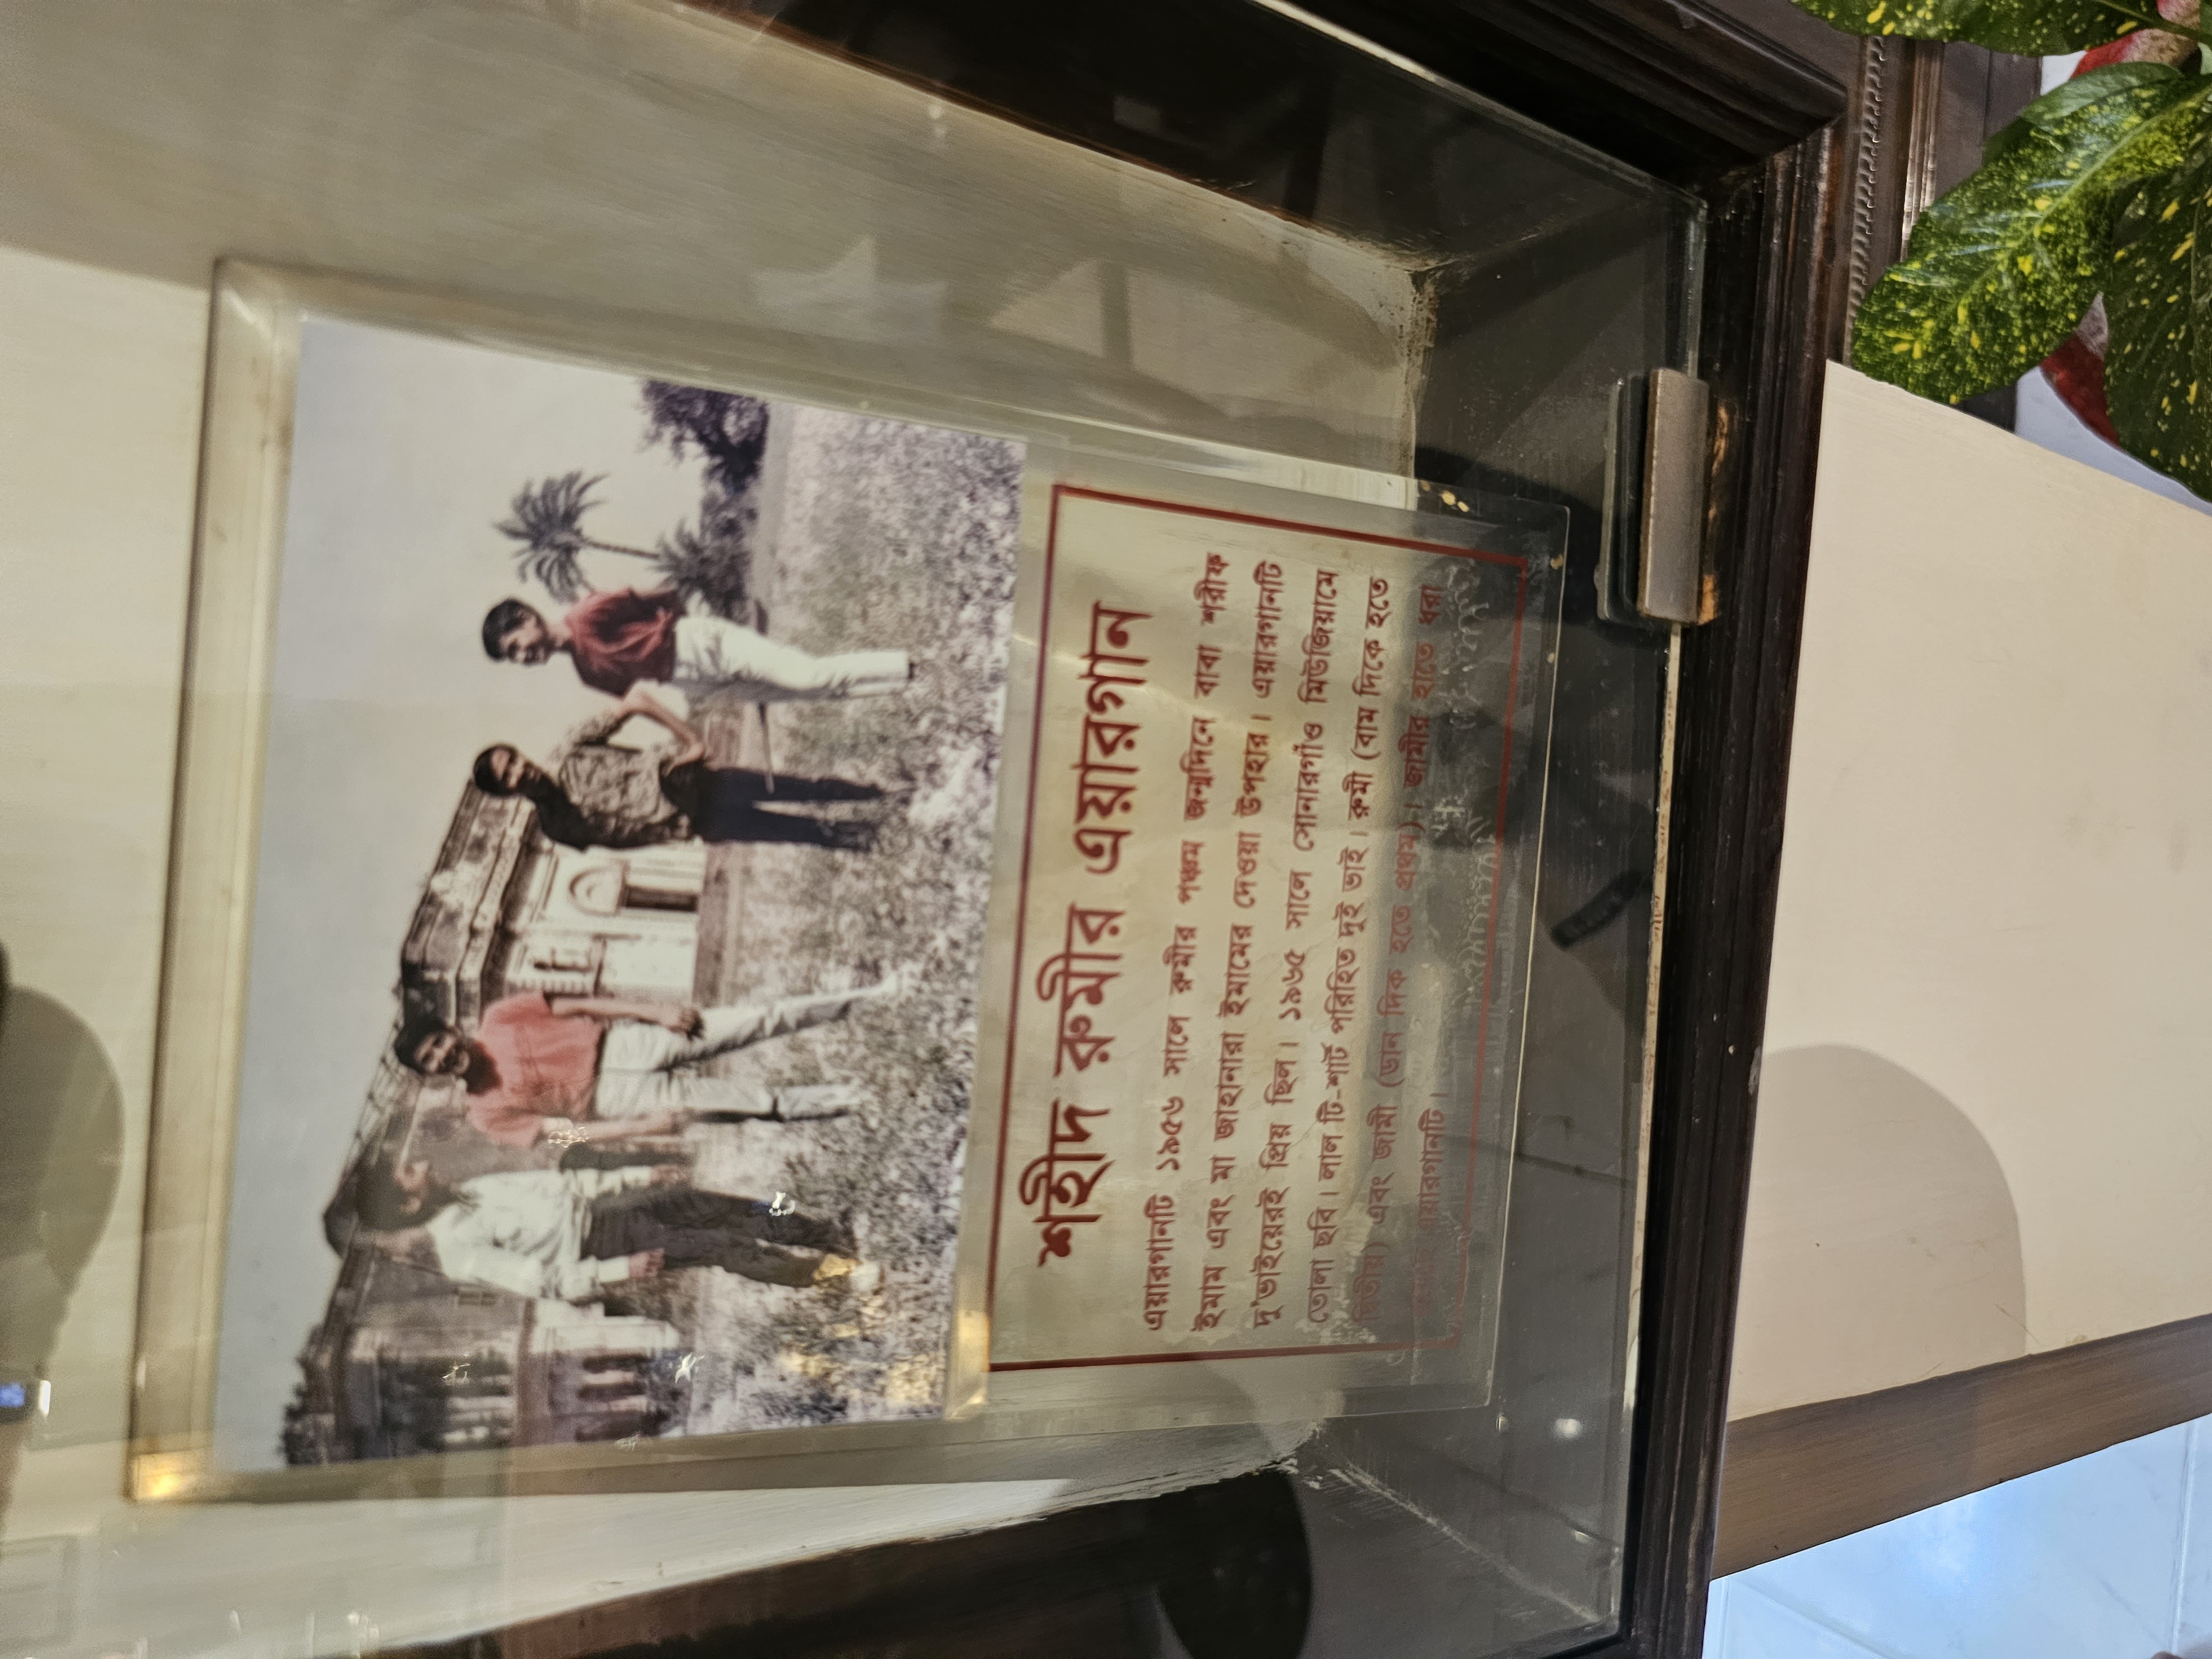 শহীদ রুমীর এয়ারগান
এয়ারগানটি ১৯৫৬ সালে রুমীর পঞ্চম জন্মদিনে বাবা শরীফ
ইমাম এবং মা জাহানারা ইমামের দেওয়া উপহার। এয়ারগানটি
দু'ভাইয়েরই প্রিয় ছিল। ১৯৬৫ সালে সোনারগাঁও মিউজিয়ামে
তোলা ছবি। লাল টি-শার্ট পরিহিত দুই ভাই। রুমী (বাম দিকে হতে
দ্বিতীয়) এবং জামী (ডান দিক হতে প্রথম)। জামীর হাতে ধরা
এয়ারগানটি।